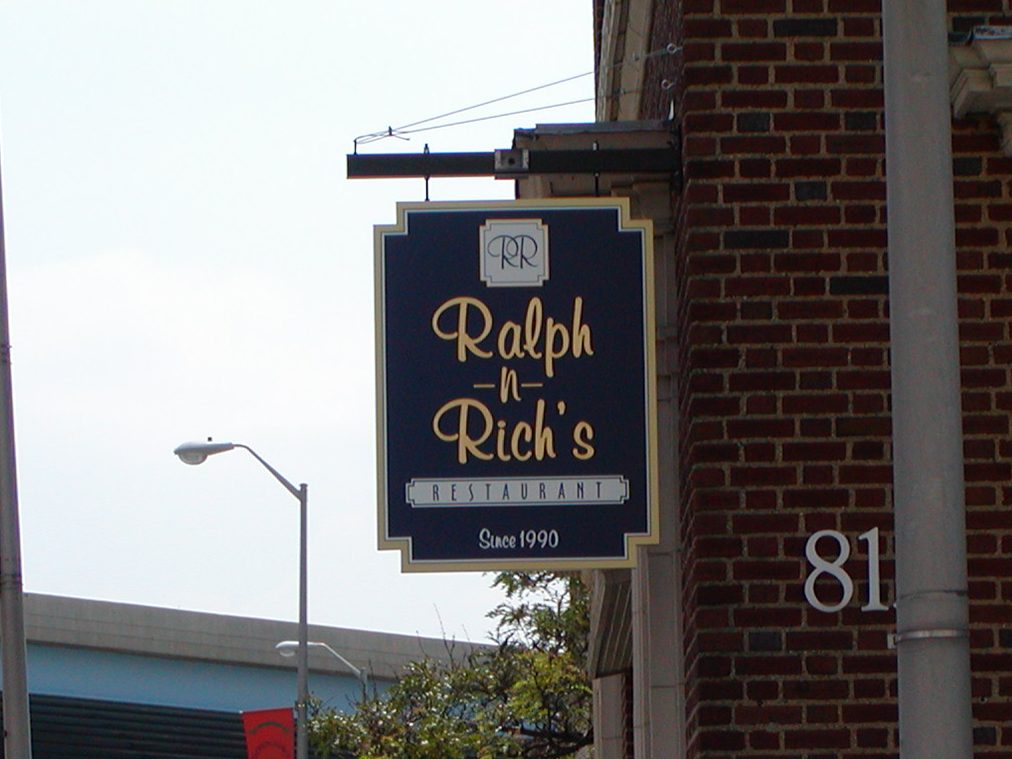 RR
Ralph
-n-
Rich's
RESTAURANT
Since 1990
81